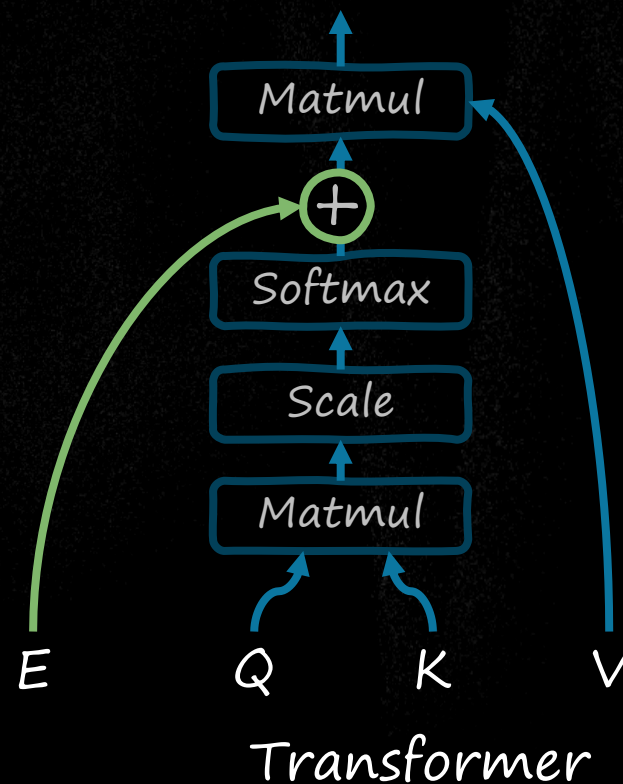 Matmul
+
Softmax
Scale
Matmul
E Q K V
Transformer